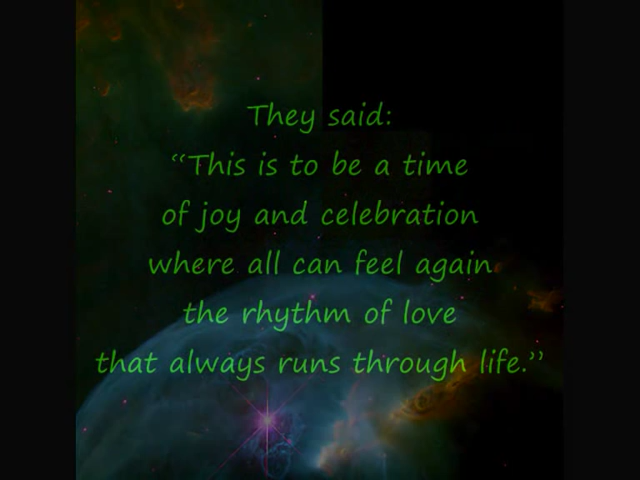 They said:
“This is to be a time
of joy and celebration
where all can feel again
the rhythm of love
that always runs through life.”